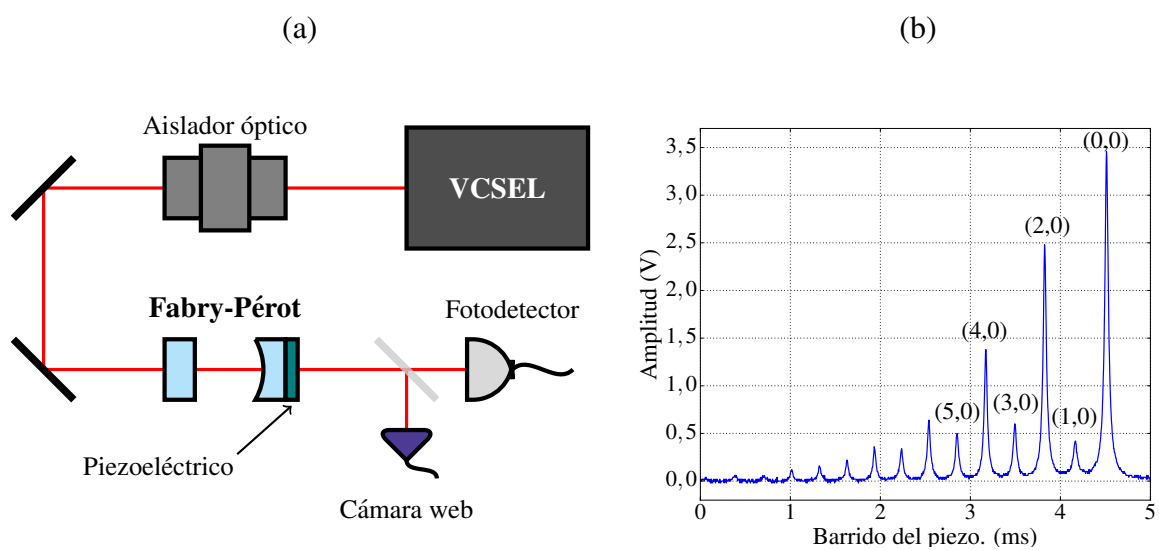 (a)
Aislador óptico
VCSEL
Fabry-Pérot
Fotodetector
Piezoeléctrico
Cámara web
(b)
Amplitud (V)
3,5
3,0
2,5
2,0
1,5
1,0
0,5
0,0
(0,0)
(2,0)
(4,0)
(5,0)
(3,0)
(1,0)
0
1
2
3
4
5
Barrido del piezo. (ms)